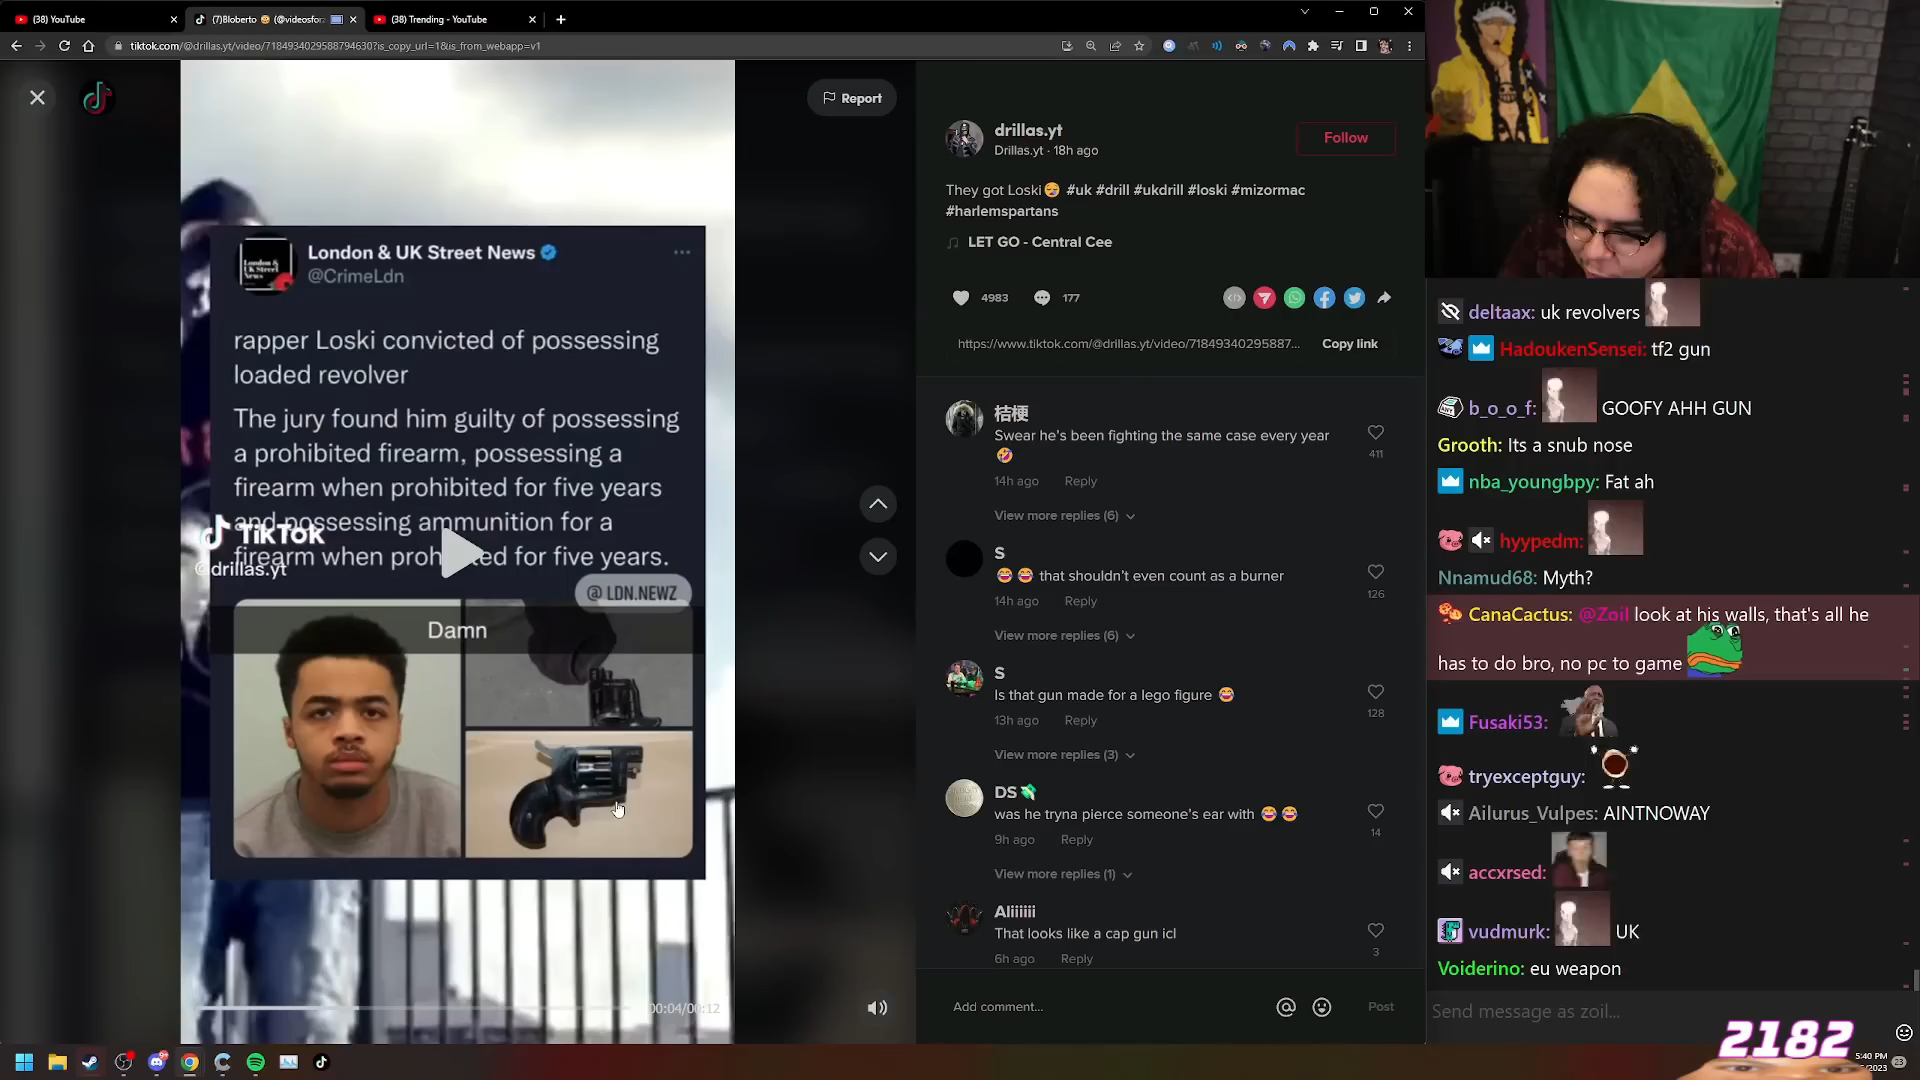 (38) YouTube
(7)Bloberto
(@videosfor
(38) Trending - YouTube
tiktok.com/@drillas.yt/video/7184934029588794630?is_copy_url=1&is_from_webapp=v1
Report
London & UK Street News
@CrimeLdn
rapper Loski convicted of possessing
loaded revolver
The jury found him guilty of possessing
a prohibited firearm, possessing a
firearm when prohibited for five years
and possessing ammunition for a
firearm when prohibited for five years.
TikTok
@drillas.yt
@ LDN.NEWZ
Damn
00:04/00:12
drillas.yt
Drillas.yt · 18h ago
Follow
They got Loski😪 #uk #drill #ukdrill #loski #mizormac
#harlemspartans
LET GO - Central Cee
4983
177
https://www.tiktok.com/@drillas.yt/video/71849340295887...
Copy link
桔梗
Swear he's been fighting the same case every year
🤣
411
14h ago Reply
View more replies (6)
S
😂 😂 that shouldn't even count as a burner
126
14h ago Reply
View more replies (6)
S
Is that gun made for a lego figure 😂
128
13h ago Reply
View more replies (3)
DS💸
was he tryna pierce someone's ear with 😂 😂
14
9h ago Reply
View more replies (1)
Aliiiiii
That looks like a cap gun icl
3
6h ago Reply
Add comment...
Post
deltaax: uk revolvers
HadoukenSensei: tf2 gun
b_o_o_f: GOOFY AHH GUN
Grooth: Its a snub nose
nba_youngbpy: Fat ah
hyypedm:
Nnamud68: Myth?
CanaCactus: @Zoil look at his walls, that's all he
has to do bro, no pc to game
Fusaki53:
tryexceptguy:
Ailurus_Vulpes: AINTNOWAY
accxrsed:
vudmurk: UK
Voiderino: eu weapon
Send message as zoil...
2182
5:40 PM